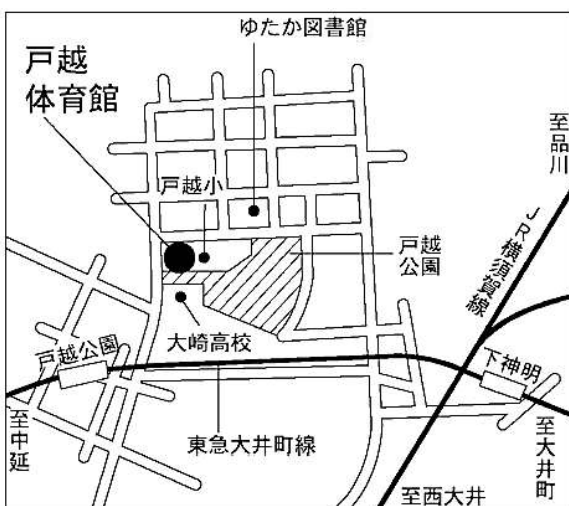 ゆたか図書館
戸越
体育館
至品川
戸越小
JR横須賀線
戸越
公園
大崎高校
戸越公園
下神明
至中延
東急大井町線
至大井町
至西大井